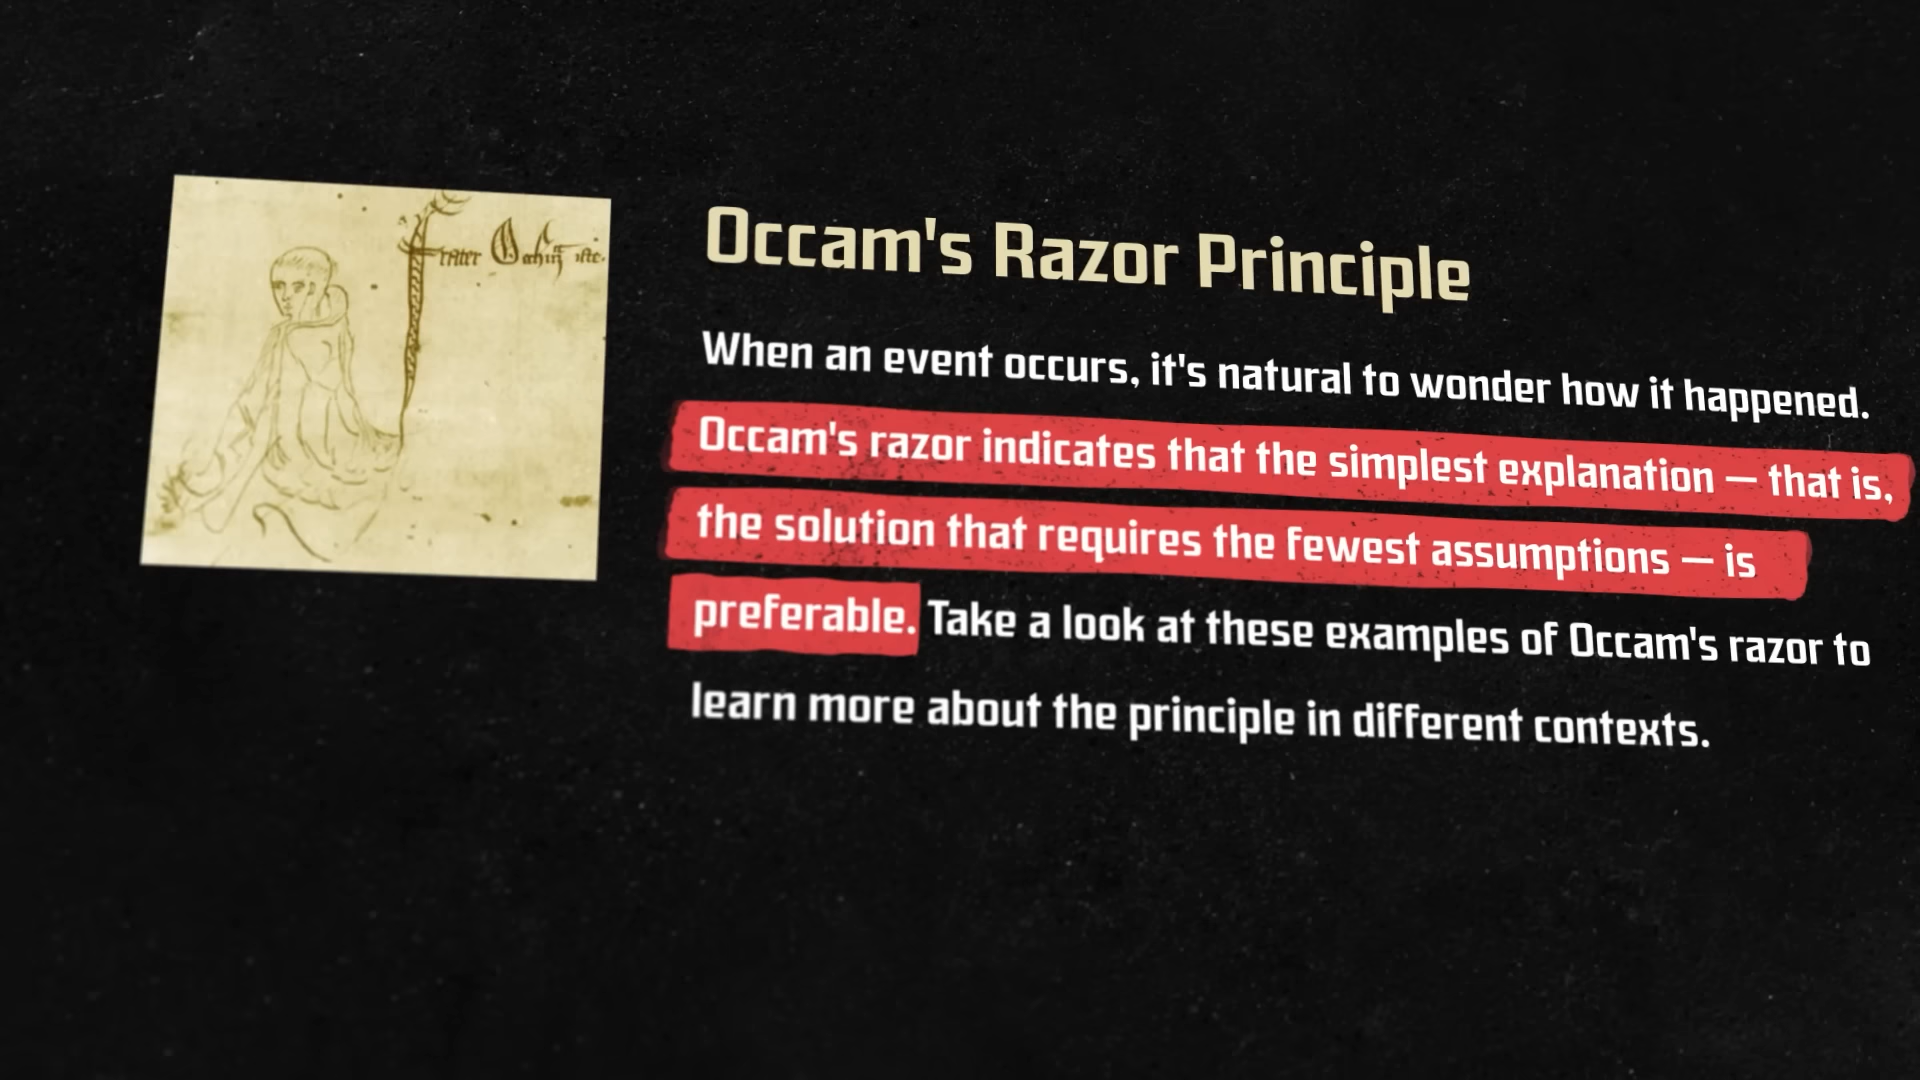 Occam's Razor Principle
When an event occurs, it's natural to wonder how it happened.
Occam's razor indicates that the simplest explanation — that is,
the solution that requires the fewest assumptions — is
preferable. Take a look at these examples of Occam's razor to
learn more about the principle in different contexts.